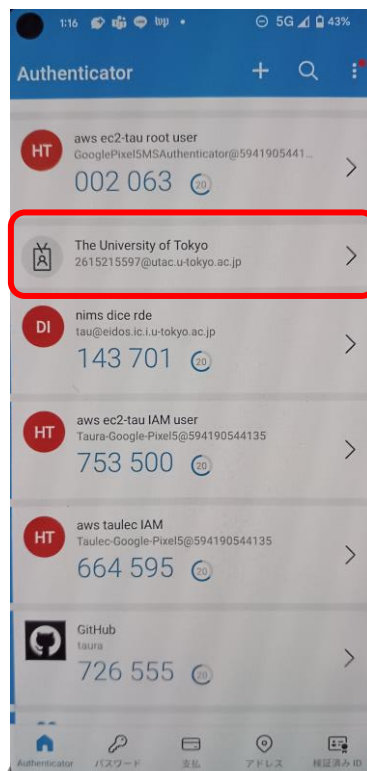 1:16 top 5G 43%
Authenticator
HT
aws ec2-tau root user
GooglePixel5MSAuthenticator@5941905441...
002 063 20
The University of Tokyo
2615215597@utac.u-tokyo.ac.jp
DI
nims dice rde
tau@eidos.ic.i.u-tokyo.ac.jp
143 701 20
HT
aws ec2-tau IAM user
Taura-Google-Pixel5@594190544135
753 500 20
HT
aws taulec IAM
Taulec-Google-Pixel5@594190544135
664 595 20
GitHub
taura
726 555 20
Authenticator パスワード 支払 アドレス 検証済み ID